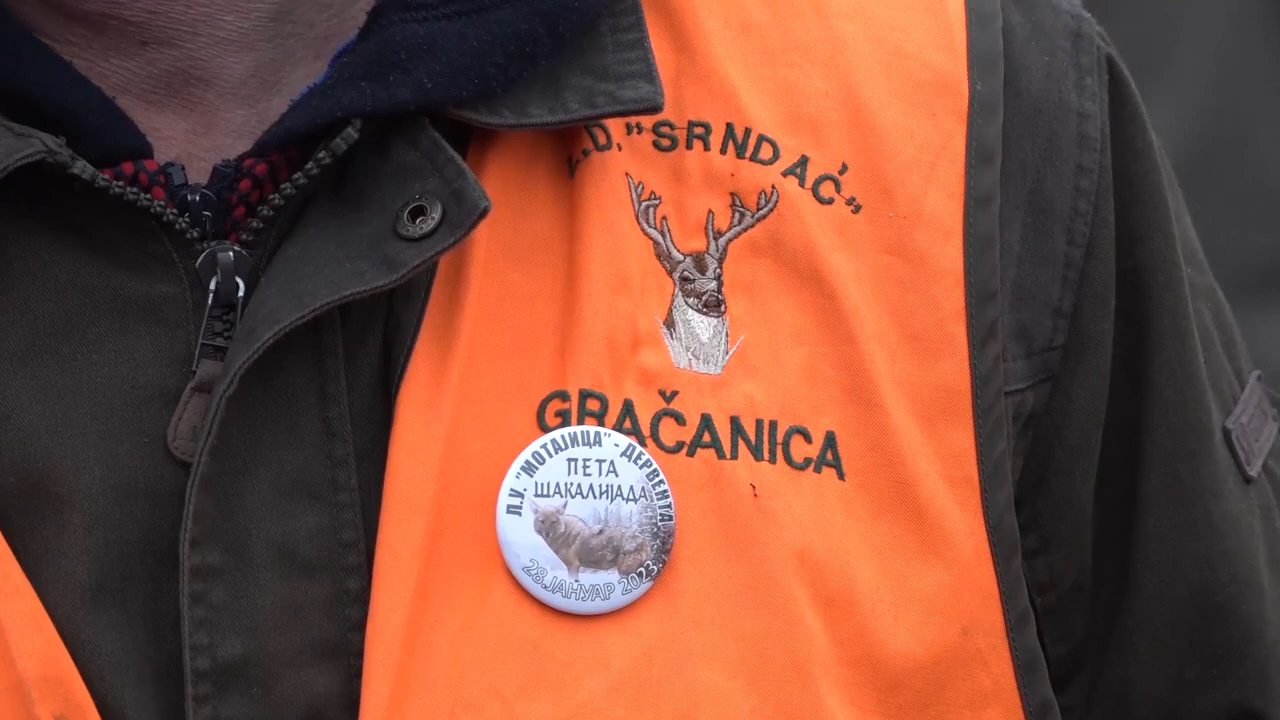 L.D. "SRNDAĆ"
GRAČANICA
Л.У. "МОТАЈИЦА" - ДЕРВЕНТА
ПЕТА
ШАКАЛИЈАДА
28.ЈАНУАР 2023.